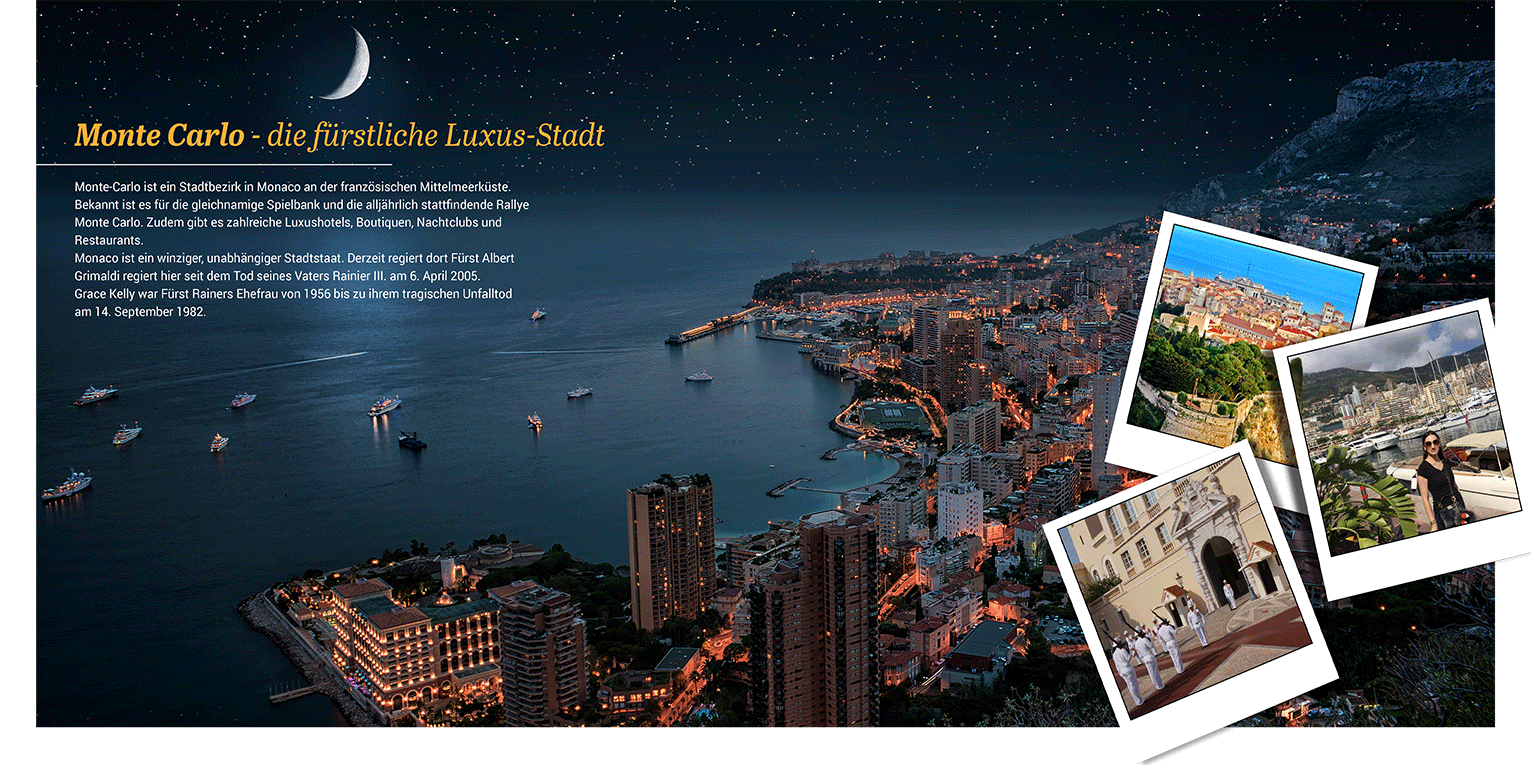 Monte Carlo - die fürstliche Luxus-Stadt
Monte-Carlo ist ein Stadtbezirk in Monaco an der französischen Mittelmeerküste.
Bekannt ist es für die gleichnamige Spielbank und die alljährlich stattfindende Rallye
Monte Carlo. Zudem gibt es zahlreiche Luxushotels, Boutiquen, Nachtclubs und
Restaurants.
Monaco ist ein winziger, unabhängiger Stadtstaat. Derzeit regiert dort Fürst Albert
Grimaldi regiert hier seit dem Tod seines Vaters Rainier III. am 6. April 2005.
Grace Kelly war Fürst Rainers Ehefrau von 1956 bis zu ihrem tragischen Unfalltod
am 14. September 1982.